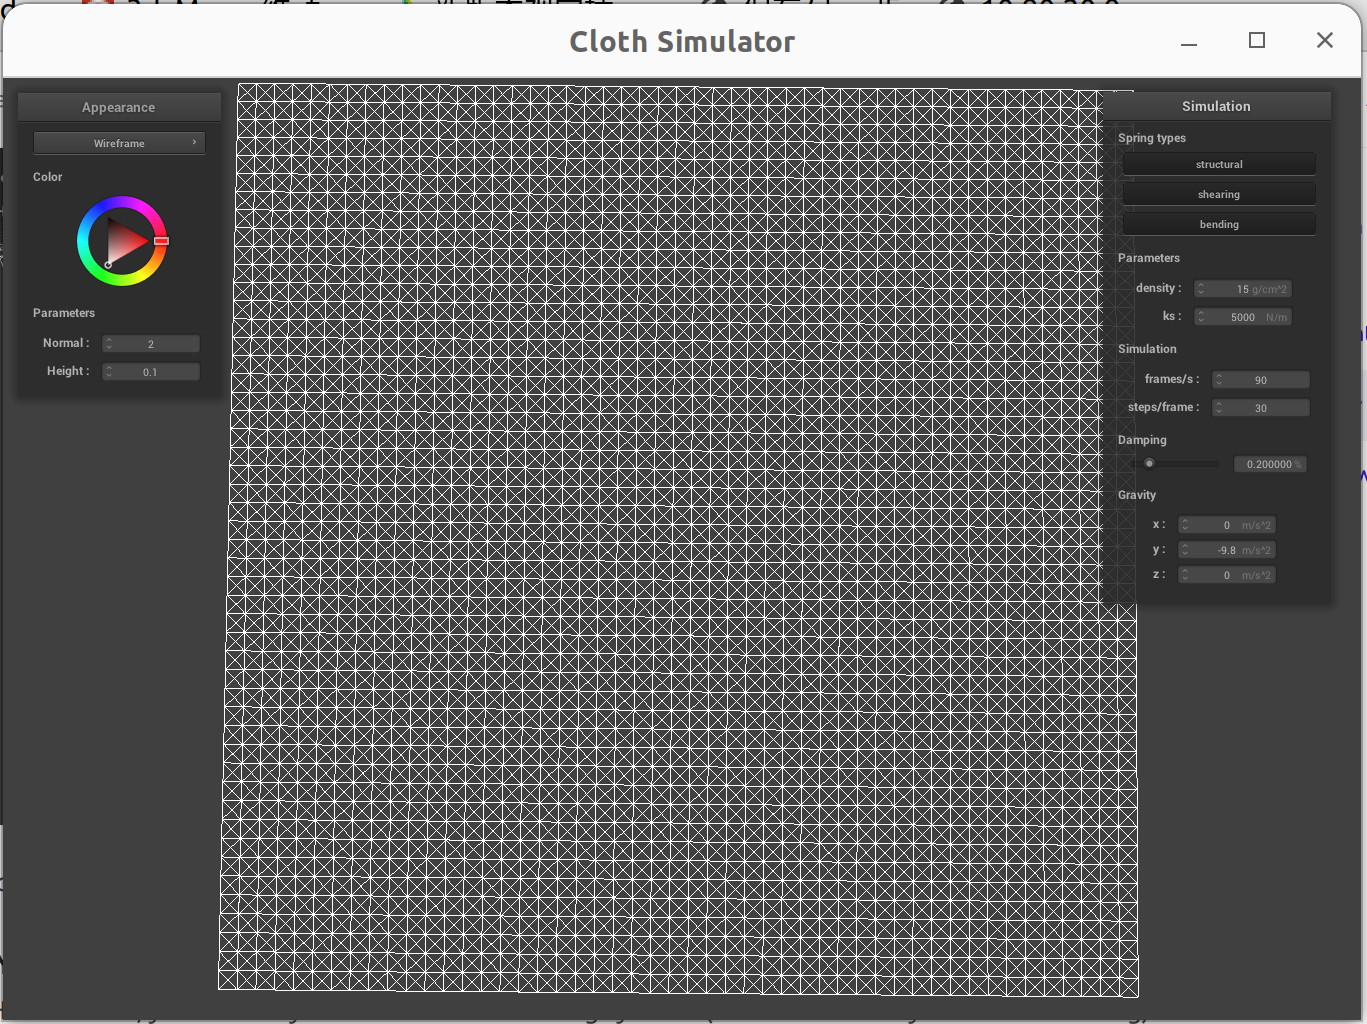 Cloth Simulator
Appearance
Wireframe
Color
Parameters
Normal : 2
Height : 0.1
Simulation
Spring types
structural
shearing
bending
Parameters
density : 15 g/cm^2
ks : 5000 N/m
Simulation
frames/s : 90
steps/frame : 30
Damping
0.200000 %
Gravity
x : 0 m/s^2
y : -9.8 m/s^2
z : 0 m/s^2